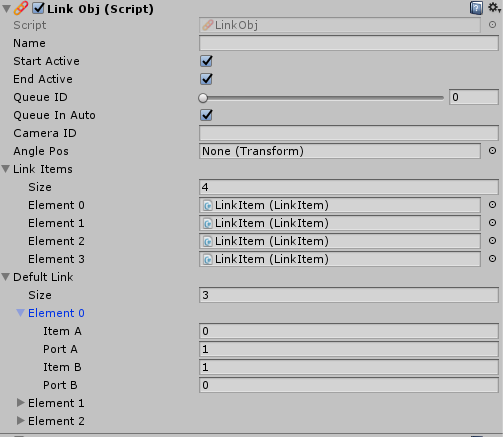 Link Obj (Script)
Script LinkObj
Name
Start Active
End Active
Queue ID 0
Queue In Auto
Camera ID
Angle Pos None (Transform)
Link Items
Size 4
Element 0 LinkItem (LinkItem)
Element 1 LinkItem (LinkItem)
Element 2 LinkItem (LinkItem)
Element 3 LinkItem (LinkItem)
Defult Link
Size 3
Element 0
Item A 0
Port A 1
Item B 1
Port B 0
Element 1
Element 2